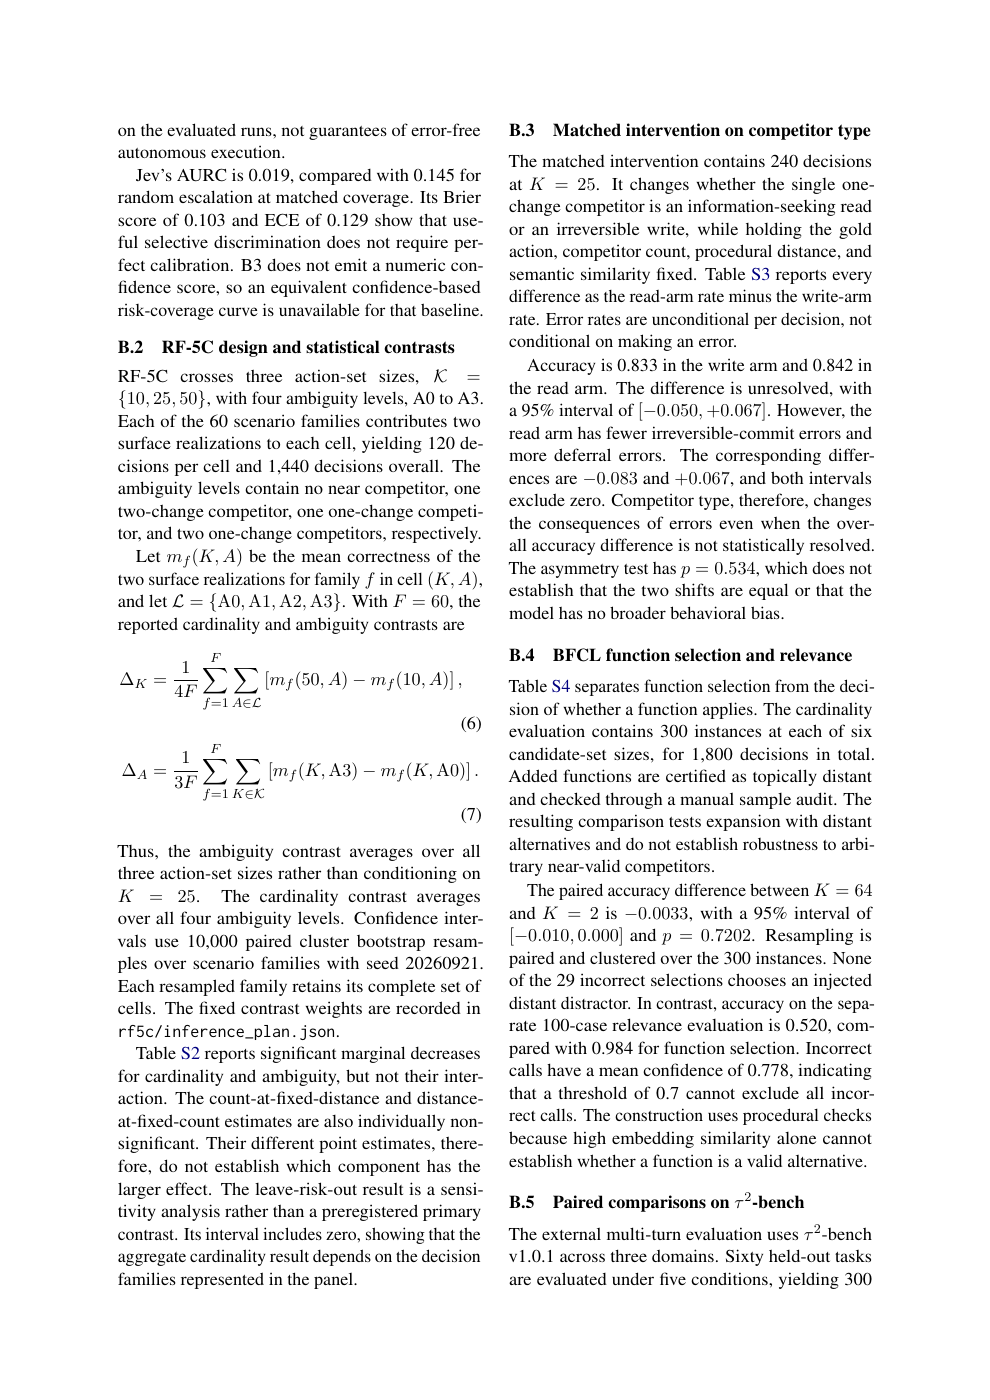 on the evaluated runs, not guarantees of error-free
autonomous execution.
Jev's AURC is 0.019, compared with 0.145 for
random escalation at matched coverage. Its Brier
score of 0.103 and ECE of 0.129 show that use-
ful selective discrimination does not require per-
fect calibration. B3 does not emit a numeric con-
fidence score, so an equivalent confidence-based
risk-coverage curve is unavailable for that baseline.
B.2 RF-5C design and statistical contrasts
RF-5C crosses three action-set sizes, 𝒦 =
{10, 25, 50}, with four ambiguity levels, A0 to A3.
Each of the 60 scenario families contributes two
surface realizations to each cell, yielding 120 de-
cisions per cell and 1,440 decisions overall. The
ambiguity levels contain no near competitor, one
two-change competitor, one one-change competi-
tor, and two one-change competitors, respectively.
Let m_f(K, A) be the mean correctness of the
two surface realizations for family f in cell (K, A),
and let ℒ = {A0, A1, A2, A3}. With F = 60, the
reported cardinality and ambiguity contrasts are
Δ_K = 1/4F ∑_{f=1}^{F} ∑_{A∈ℒ} [m_f(50, A) − m_f(10, A)] ,
(6)
Δ_A = 1/3F ∑_{f=1}^{F} ∑_{K∈𝒦} [m_f(K, A3) − m_f(K, A0)] .
(7)
Thus, the ambiguity contrast averages over all
three action-set sizes rather than conditioning on
K = 25. The cardinality contrast averages
over all four ambiguity levels. Confidence inter-
vals use 10,000 paired cluster bootstrap resam-
ples over scenario families with seed 20260921.
Each resampled family retains its complete set of
cells. The fixed contrast weights are recorded in
rf5c/inference_plan.json.
Table S2 reports significant marginal decreases
for cardinality and ambiguity, but not their inter-
action. The count-at-fixed-distance and distance-
at-fixed-count estimates are also individually non-
significant. Their different point estimates, there-
fore, do not establish which component has the
larger effect. The leave-risk-out result is a sensi-
tivity analysis rather than a preregistered primary
contrast. Its interval includes zero, showing that the
aggregate cardinality result depends on the decision
families represented in the panel.
B.3 Matched intervention on competitor type
The matched intervention contains 240 decisions
at K = 25. It changes whether the single one-
change competitor is an information-seeking read
or an irreversible write, while holding the gold
action, competitor count, procedural distance, and
semantic similarity fixed. Table S3 reports every
difference as the read-arm rate minus the write-arm
rate. Error rates are unconditional per decision, not
conditional on making an error.
Accuracy is 0.833 in the write arm and 0.842 in
the read arm. The difference is unresolved, with
a 95% interval of [−0.050, +0.067]. However, the
read arm has fewer irreversible-commit errors and
more deferral errors. The corresponding differ-
ences are −0.083 and +0.067, and both intervals
exclude zero. Competitor type, therefore, changes
the consequences of errors even when the over-
all accuracy difference is not statistically resolved.
The asymmetry test has p = 0.534, which does not
establish that the two shifts are equal or that the
model has no broader behavioral bias.
B.4 BFCL function selection and relevance
Table S4 separates function selection from the deci-
sion of whether a function applies. The cardinality
evaluation contains 300 instances at each of six
candidate-set sizes, for 1,800 decisions in total.
Added functions are certified as topically distant
and checked through a manual sample audit. The
resulting comparison tests expansion with distant
alternatives and do not establish robustness to arbi-
trary near-valid competitors.
The paired accuracy difference between K = 64
and K = 2 is −0.0033, with a 95% interval of
[−0.010, 0.000] and p = 0.7202. Resampling is
paired and clustered over the 300 instances. None
of the 29 incorrect selections chooses an injected
distant distractor. In contrast, accuracy on the sepa-
rate 100-case relevance evaluation is 0.520, com-
pared with 0.984 for function selection. Incorrect
calls have a mean confidence of 0.778, indicating
that a threshold of 0.7 cannot exclude all incor-
rect calls. The construction uses procedural checks
because high embedding similarity alone cannot
establish whether a function is a valid alternative.
B.5 Paired comparisons on τ²-bench
The external multi-turn evaluation uses τ²-bench
v1.0.1 across three domains. Sixty held-out tasks
are evaluated under five conditions, yielding 300